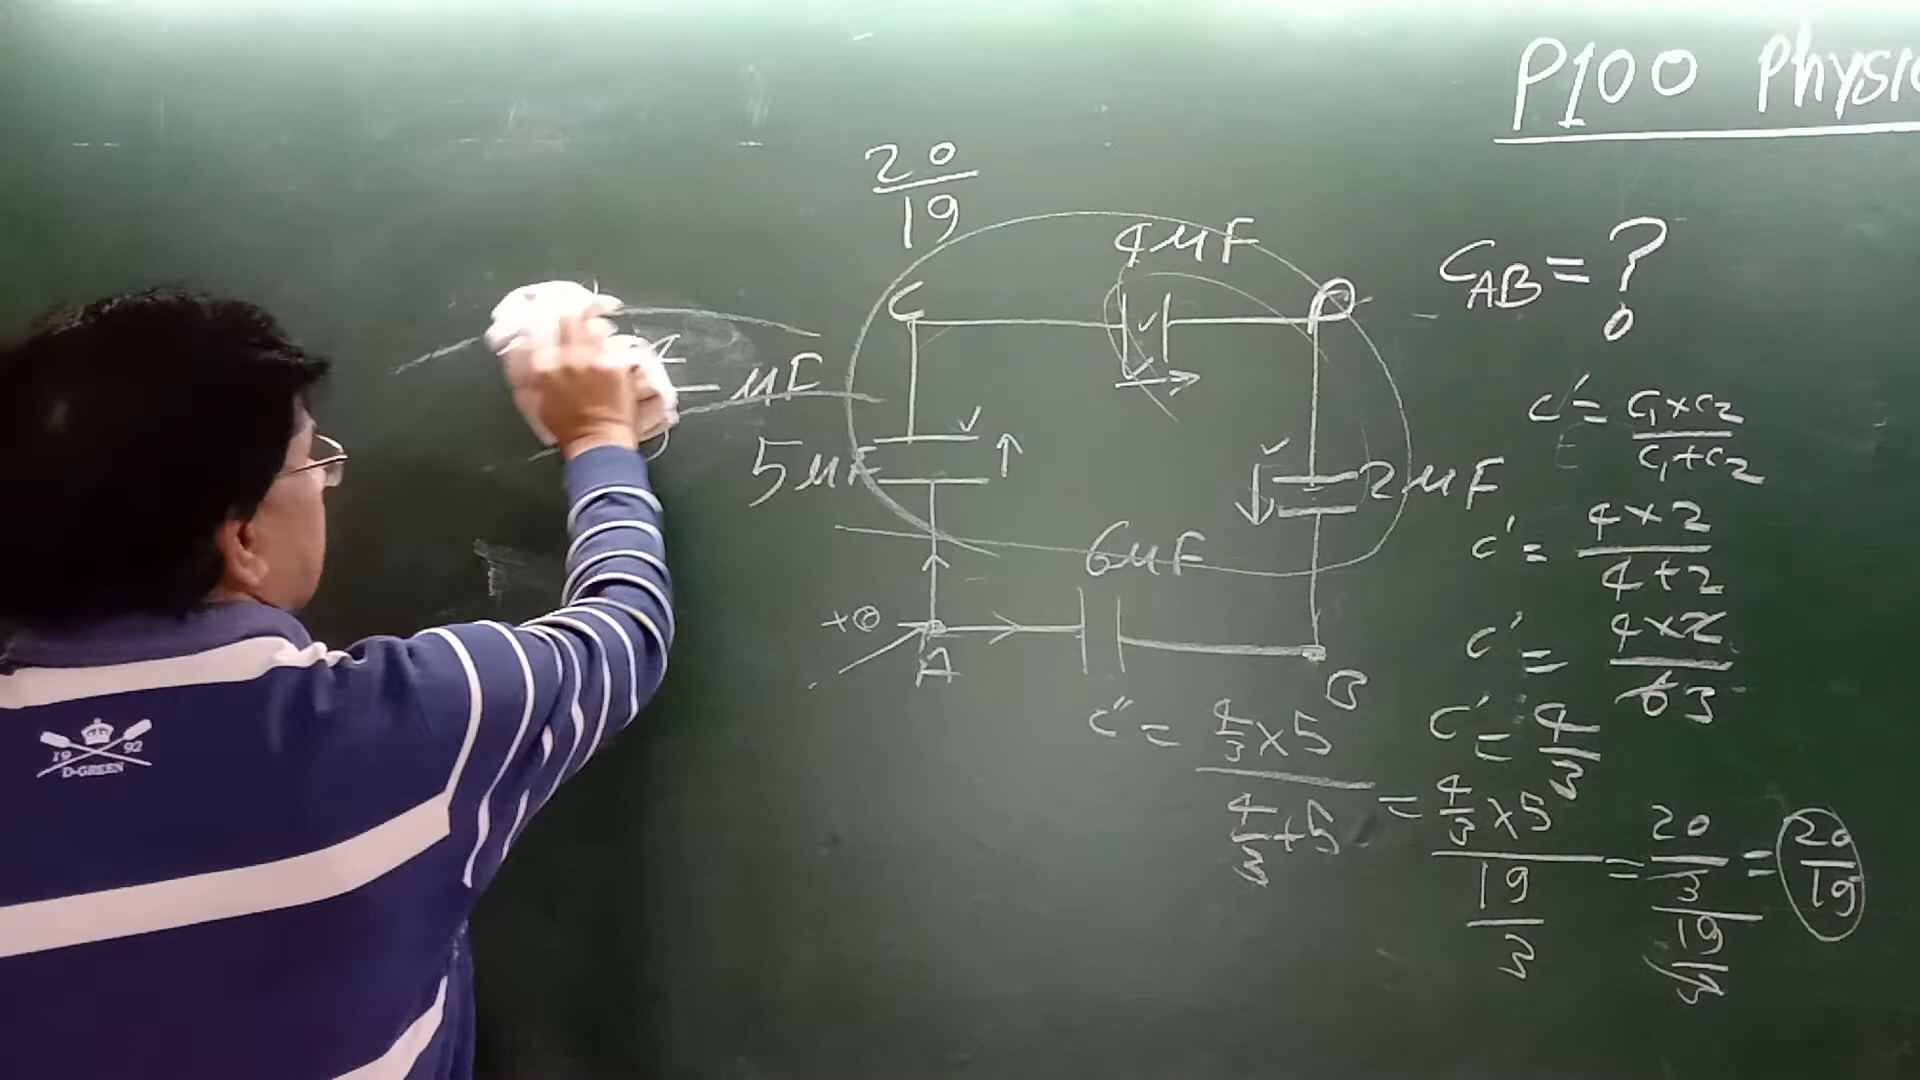 P100 Physic
20
19
4μF
C
D
C_AB = ?
μF
5μF
2μF
6μF
+⊕
A
B
C' = C₁×C₂
C₁+C₂
C' = 4×2
4+2
C' = 4×2
6 3
C' = 4
3
C'' = 4/3 × 5
4/3 + 5
= 4/3 × 5
19
3
= 20
3
19
3
= 20
19
19 92
D-GREEN